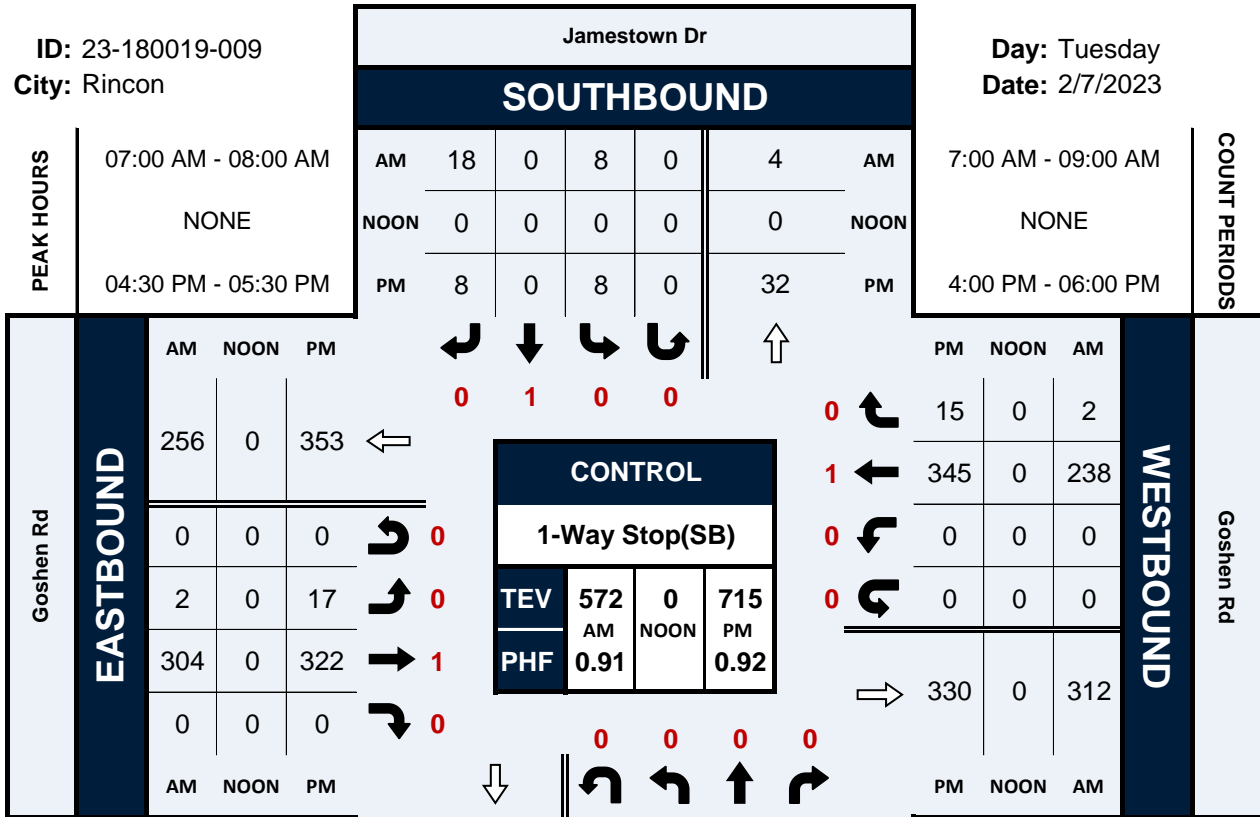 Jamestown Dr
ID: 23-180019-009
Day: Tuesday
City: Rincon
Date: 2/7/2023
SOUTHBOUND
PEAK HOURS
07:00 AM - 08:00 AM
AM 18 0 8 0 4 AM
7:00 AM - 09:00 AM
COUNT PERIODS
NONE
NOON 0 0 0 0 0 NOON
NONE
04:30 PM - 05:30 PM
PM 8 0 8 0 32 PM
4:00 PM - 06:00 PM
AM NOON PM
PM NOON AM
0 1 0 0
0 15 0 2
256 0 353
CONTROL
1 345 0 238
Goshen Rd
EASTBOUND
0 0 0 0
1-Way Stop(SB)
0 0 0 0
WESTBOUND
Goshen Rd
2 0 17 0
TEV 572 0 715
0 0 0 0
AM NOON PM
304 0 322 1
PHF 0.91 0.92
330 0 312
0 0 0 0
0 0 0 0
AM NOON PM
PM NOON AM